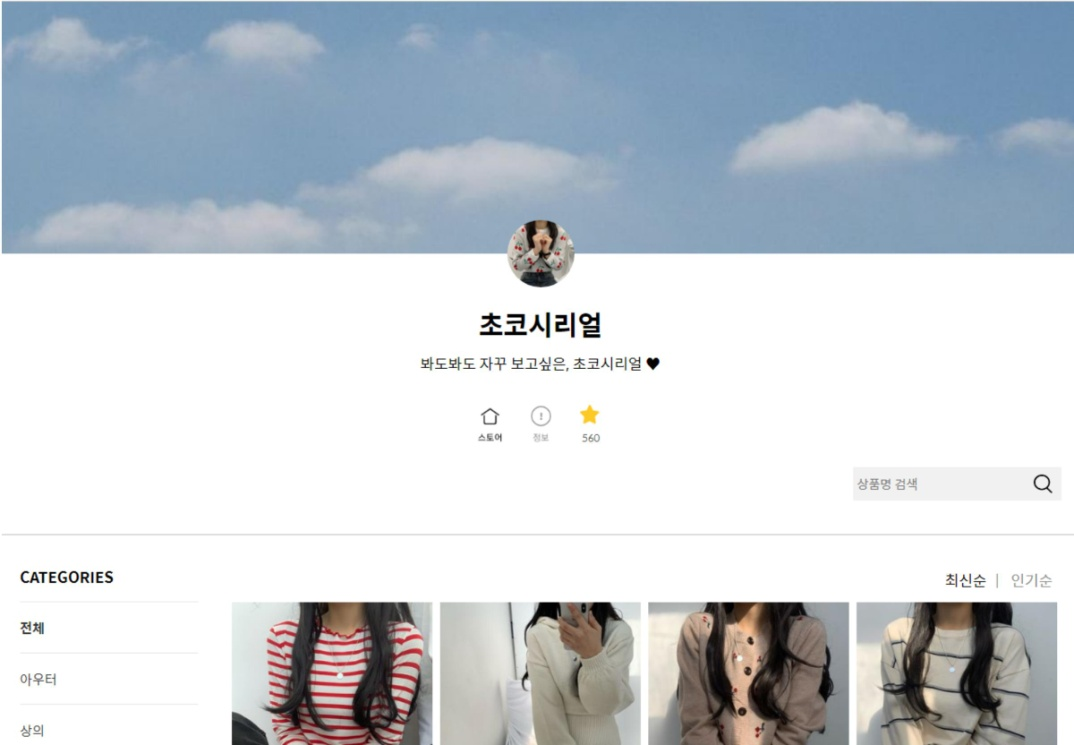 초코시리얼
봐도봐도 자꾸 보고싶은, 초코시리얼 ♥
스토어
정보
560
상품명 검색
CATEGORIES
최신순 | 인기순
전체
아우터
상의